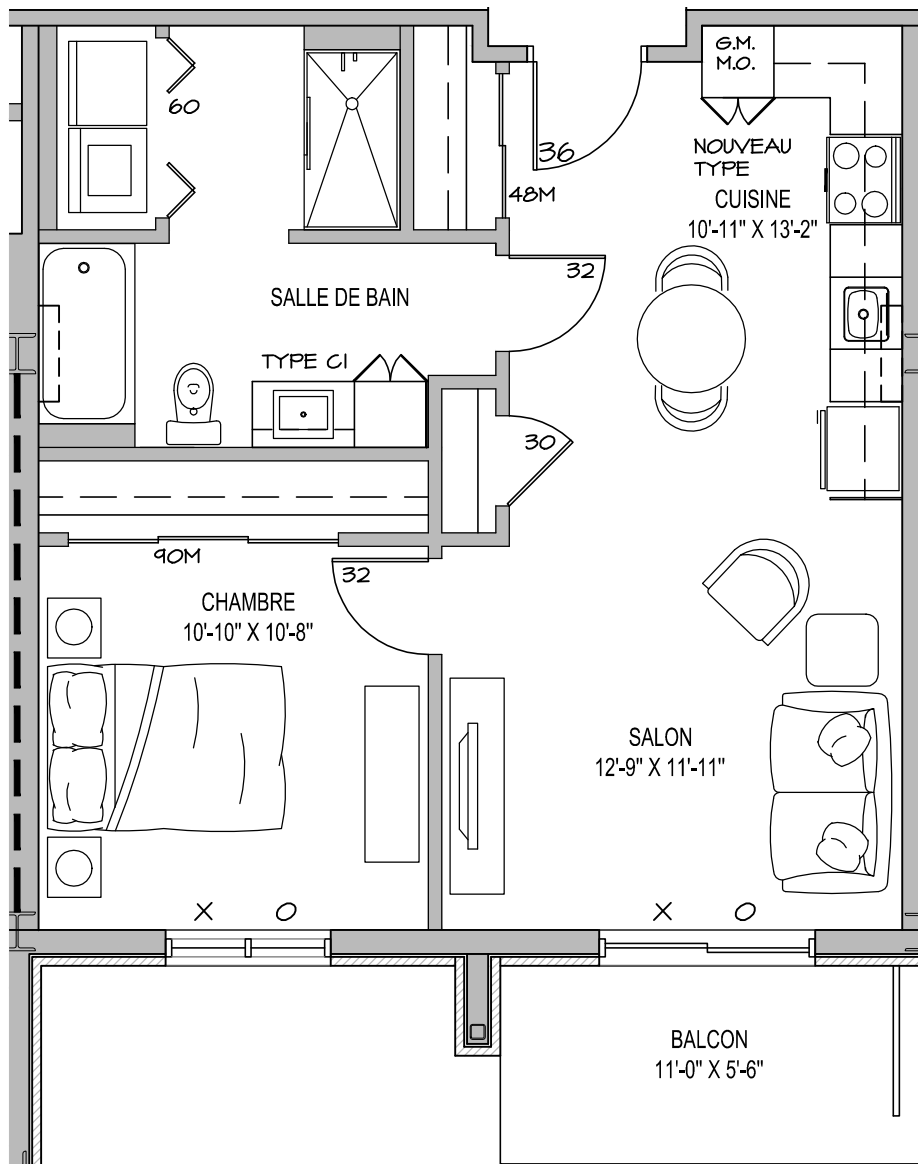 G.M.
M.O.
60
36
NOUVEAU
TYPE
48M
CUISINE
10'-11" X 13'-2"
32
SALLE DE BAIN
TYPE C1
30
90M
32
CHAMBRE
10'-10" X 10'-8"
SALON
12'-9" X 11'-11"
X O
X O
BALCON
11'-0" X 5'-6"